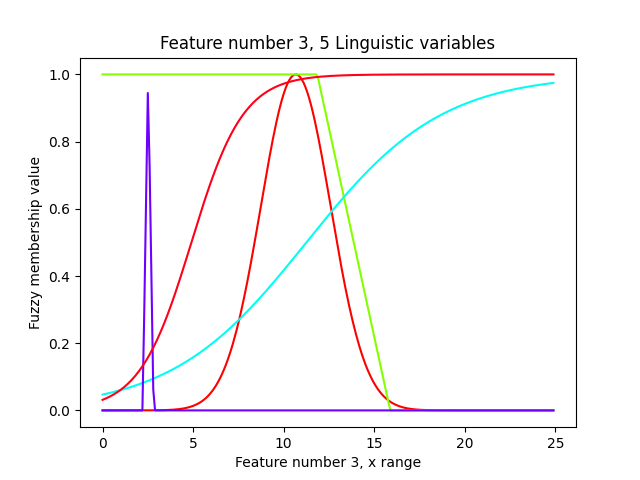 Feature number 3, 5 Linguistic variables
1.0
0.8
0.6
0.4
0.2
0.0
Fuzzy membership value
0 5 10 15 20 25
Feature number 3, x range